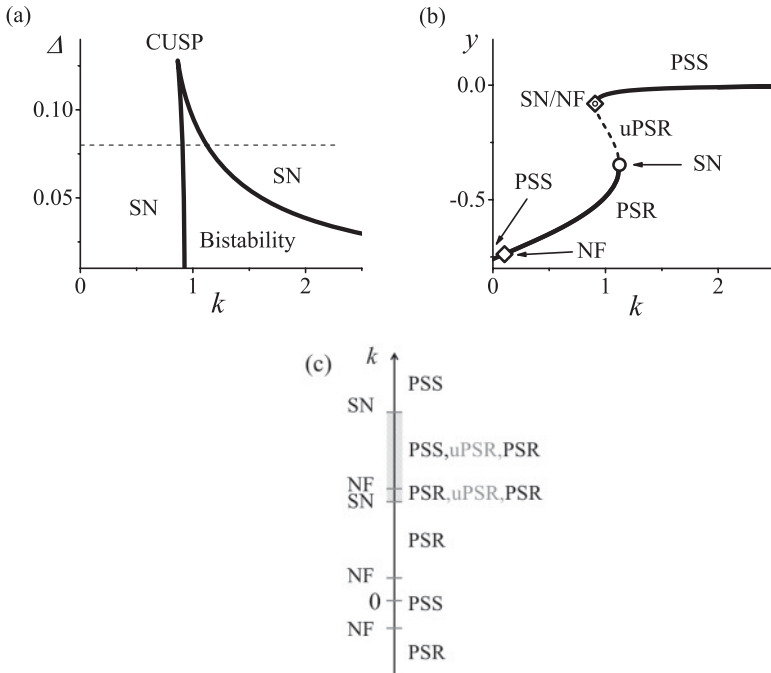 (a)
Δ
CUSP
0.10
SN
0.05
SN
Bistability
0
1
2
k
(b)
y
PSS
0.0
SN/NF
uPSR
SN
PSS
-0.5
PSR
NF
0
1
2
k
(c)
k
PSS
SN
PSS,uPSR,PSR
NF
PSR,uPSR,PSR
SN
PSR
NF
0
PSS
NF
PSR